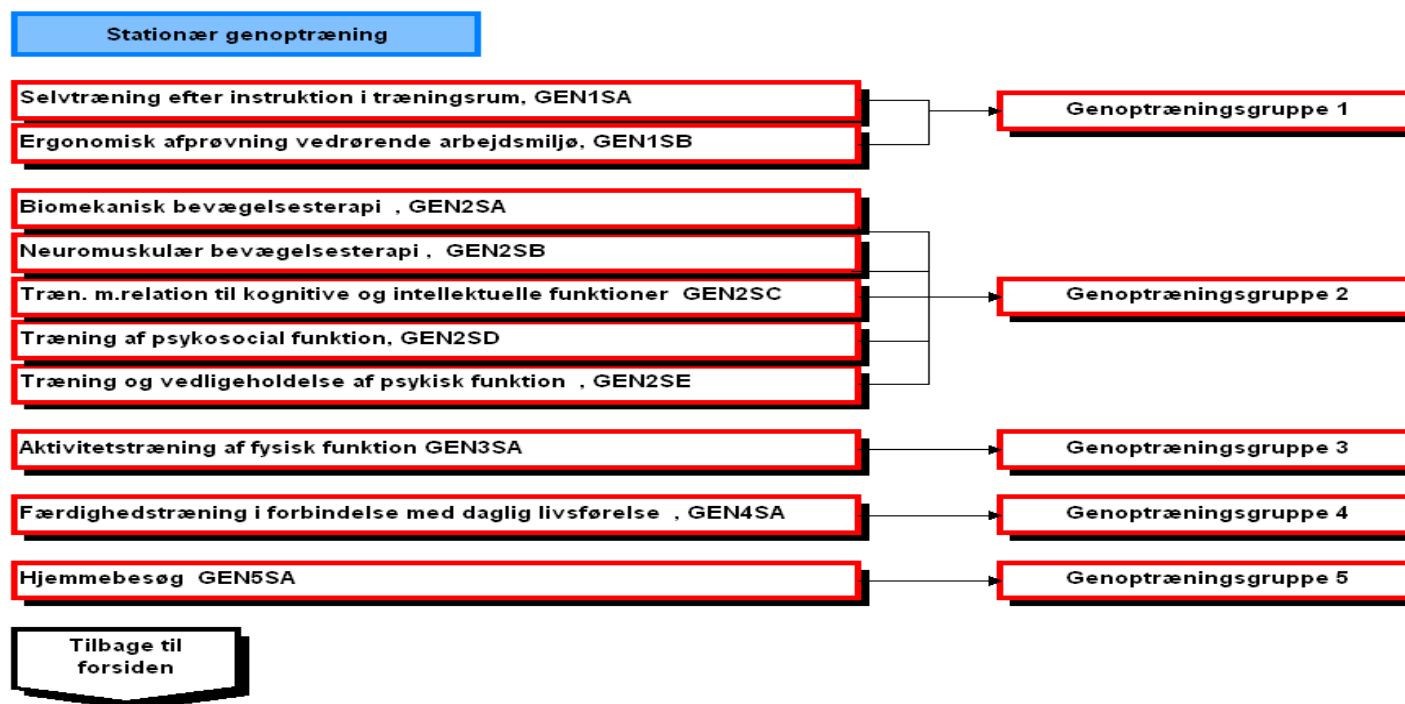 Stationær genoptræning
Selvtræning efter instruktion i træningsrum, GEN1SA
Genoptræningsgruppe 1
Ergonomisk afprøvning vedrørende arbejdsmiljø, GEN1SB
Biomekanisk bevægelsesterapi , GEN2SA
Neuromuskulær bevægelsesterapi , GEN2SB
Træn. m.relation til kognitive og intellektuelle funktioner GEN2SC
Genoptræningsgruppe 2
Træning af psykosocial funktion, GEN2SD
Træning og vedligeholdelse af psykisk funktion , GEN2SE
Aktivitetstræning af fysisk funktion GEN3SA
Genoptræningsgruppe 3
Færdighedstræning i forbindelse med daglig livsførelse , GEN4SA
Genoptræningsgruppe 4
Hjemmebesøg GEN5SA
Genoptræningsgruppe 5
Tilbage til
forsiden